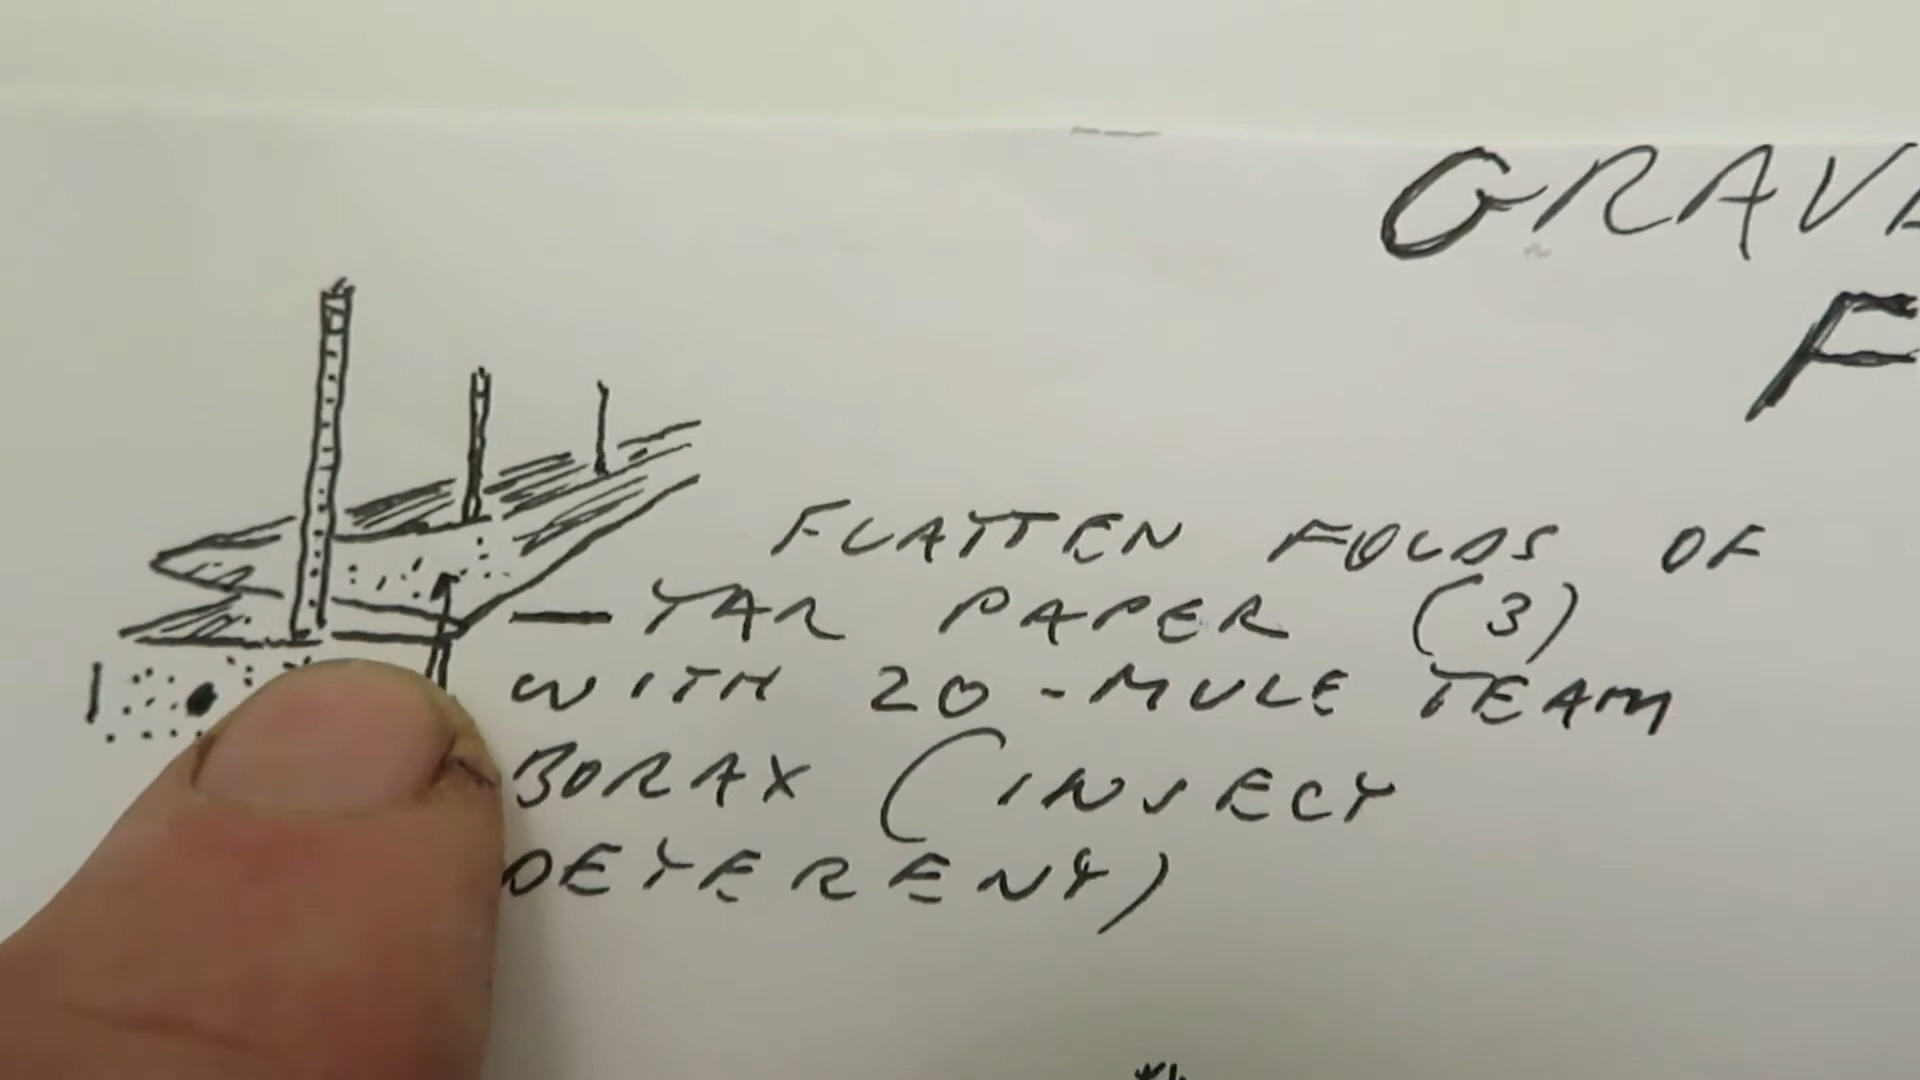 GRAV
F
FLATTEN FOLDS OF
TAR PAPER (3)
WITH 20-MULE TEAM
BORAX (INSECT
DETERENT)